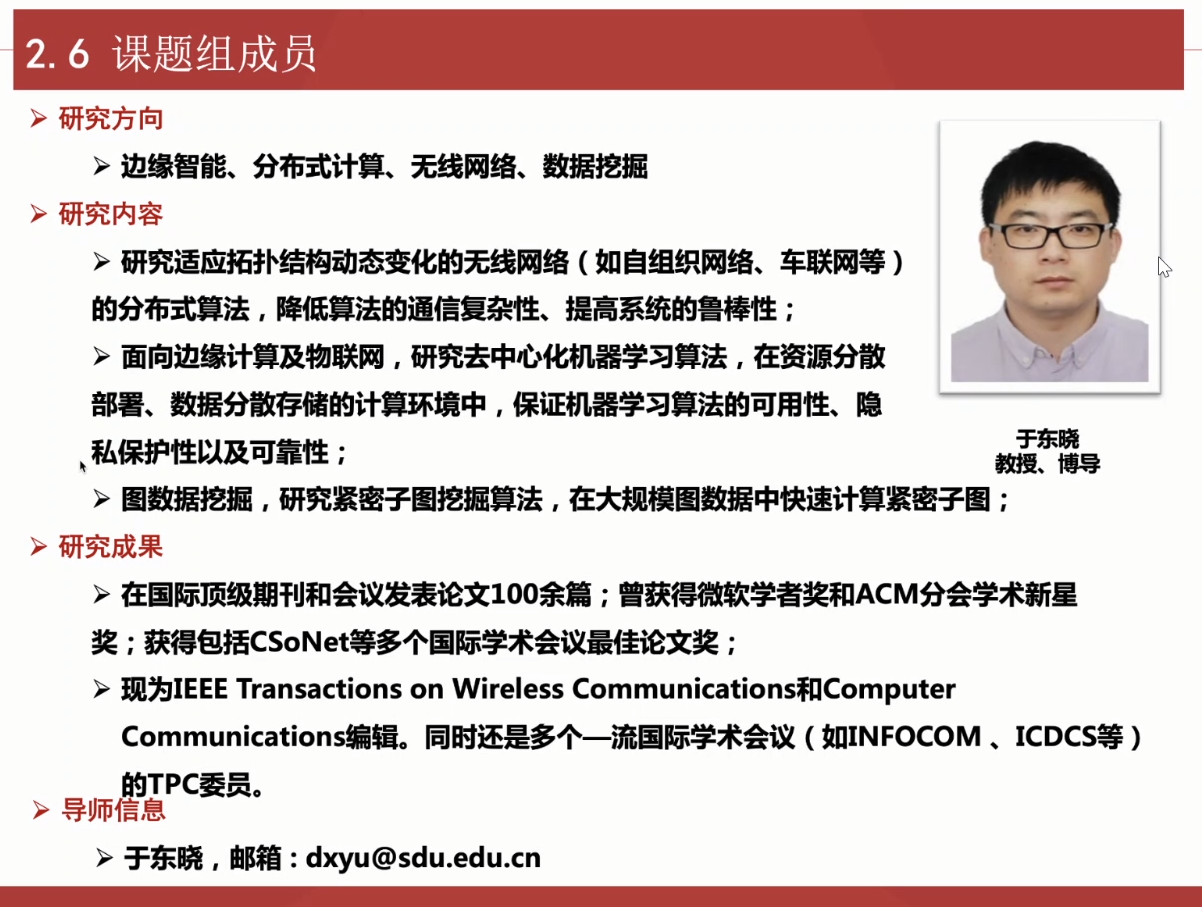 2.6 课题组成员
➢ 研究方向
➢ 边缘智能、分布式计算、无线网络、数据挖掘
➢ 研究内容
➢ 研究适应拓扑结构动态变化的无线网络（如自组织网络、车联网等）
的分布式算法，降低算法的通信复杂性、提高系统的鲁棒性；
➢ 面向边缘计算及物联网，研究去中心化机器学习算法，在资源分散
部署、数据分散存储的计算环境中，保证机器学习算法的可用性、隐
私保护性以及可靠性；
➢ 图数据挖掘，研究紧密子图挖掘算法，在大规模图数据中快速计算紧密子图；
于东晓
教授、博导
➢ 研究成果
➢ 在国际顶级期刊和会议发表论文100余篇；曾获得微软学者奖和ACM分会学术新星
奖；获得包括CSoNet等多个国际学术会议最佳论文奖；
➢ 现为IEEE Transactions on Wireless Communications和Computer
Communications编辑。同时还是多个—流国际学术会议（如INFOCOM 、ICDCS等）
的TPC委员。
➢ 导师信息
➢ 于东晓，邮箱：dxyu@sdu.edu.cn